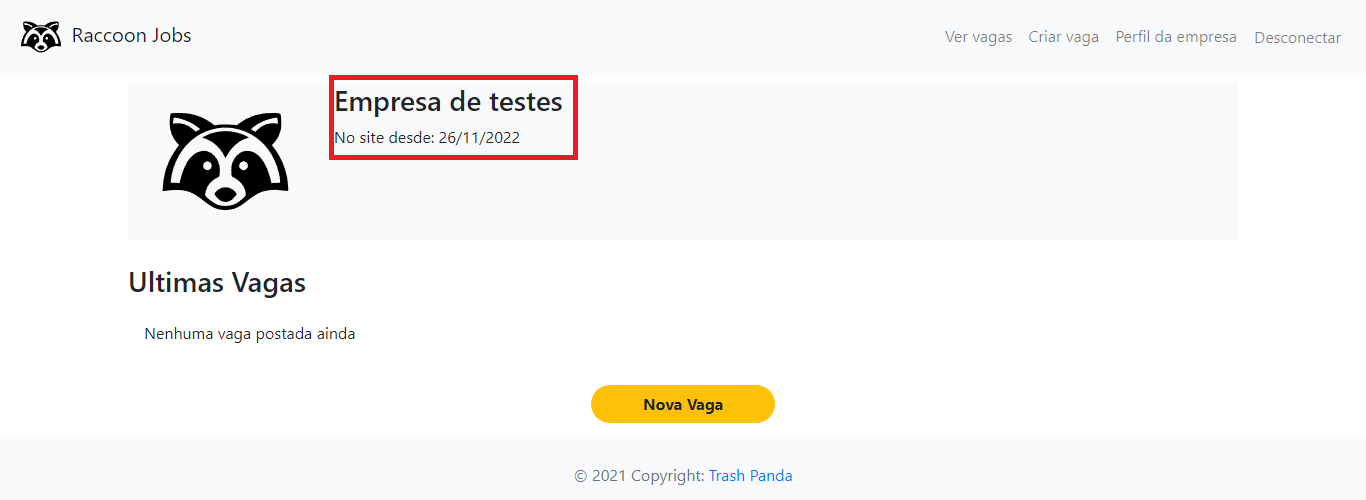 Raccoon Jobs
Ver vagas
Criar vaga
Perfil da empresa
Desconectar
Empresa de testes
No site desde: 26/11/2022
Ultimas Vagas
Nenhuma vaga postada ainda
Nova Vaga
© 2021 Copyright: Trash Panda